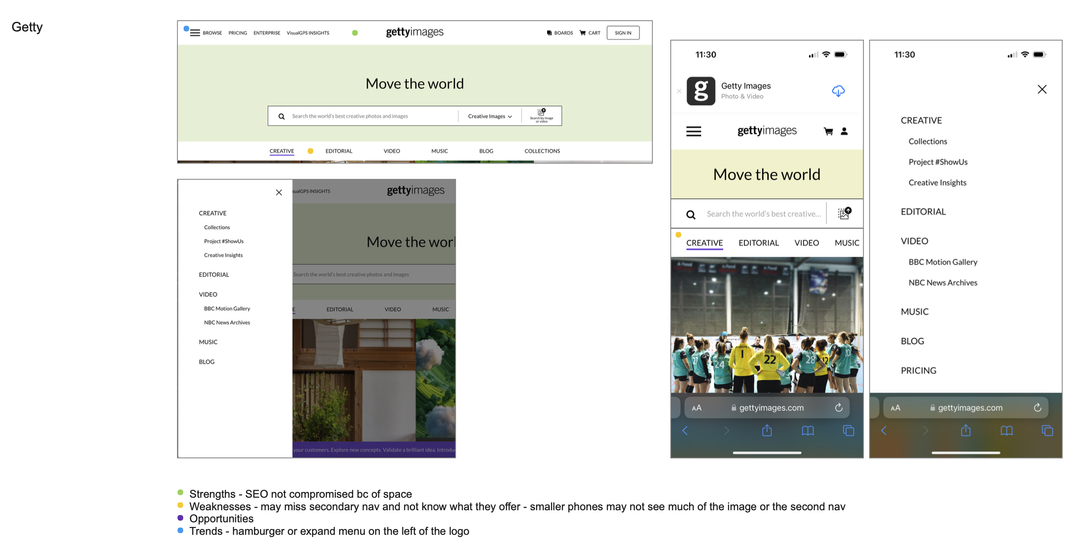 Getty
BROWSE PRICING ENTERPRISE VisualGPS INSIGHTS gettyimages BOARDS CART SIGN IN
Move the world
Search the world's best creative photos and images Creative Images Search by image or video
CREATIVE EDITORIAL VIDEO MUSIC BLOG COLLECTIONS
ualGPS INSIGHTS gettyimages
CREATIVE
Collections
Project #ShowUs
Creative Insights
EDITORIAL
VIDEO
BBC Motion Gallery
NBC News Archives
MUSIC
BLOG
Move the worl
Search the world's best creative photos and images
E EDITORIAL VIDEO MUSIC
your customers. Explore new concepts. Validate a brilliant idea. Introduc
11:30
Getty Images
Photo & Video
gettyimages
Move the world
Search the world's best creative...
CREATIVE EDITORIAL VIDEO MUSIC
1
24
22
28
AA gettyimages.com
11:30
CREATIVE
Collections
Project #ShowUs
Creative Insights
EDITORIAL
VIDEO
BBC Motion Gallery
NBC News Archives
MUSIC
BLOG
PRICING
AA gettyimages.com
Strengths - SEO not compromised bc of space
Weaknesses - may miss secondary nav and not know what they offer - smaller phones may not see much of the image or the second nav
Opportunities
Trends - hamburger or expand menu on the left of the logo